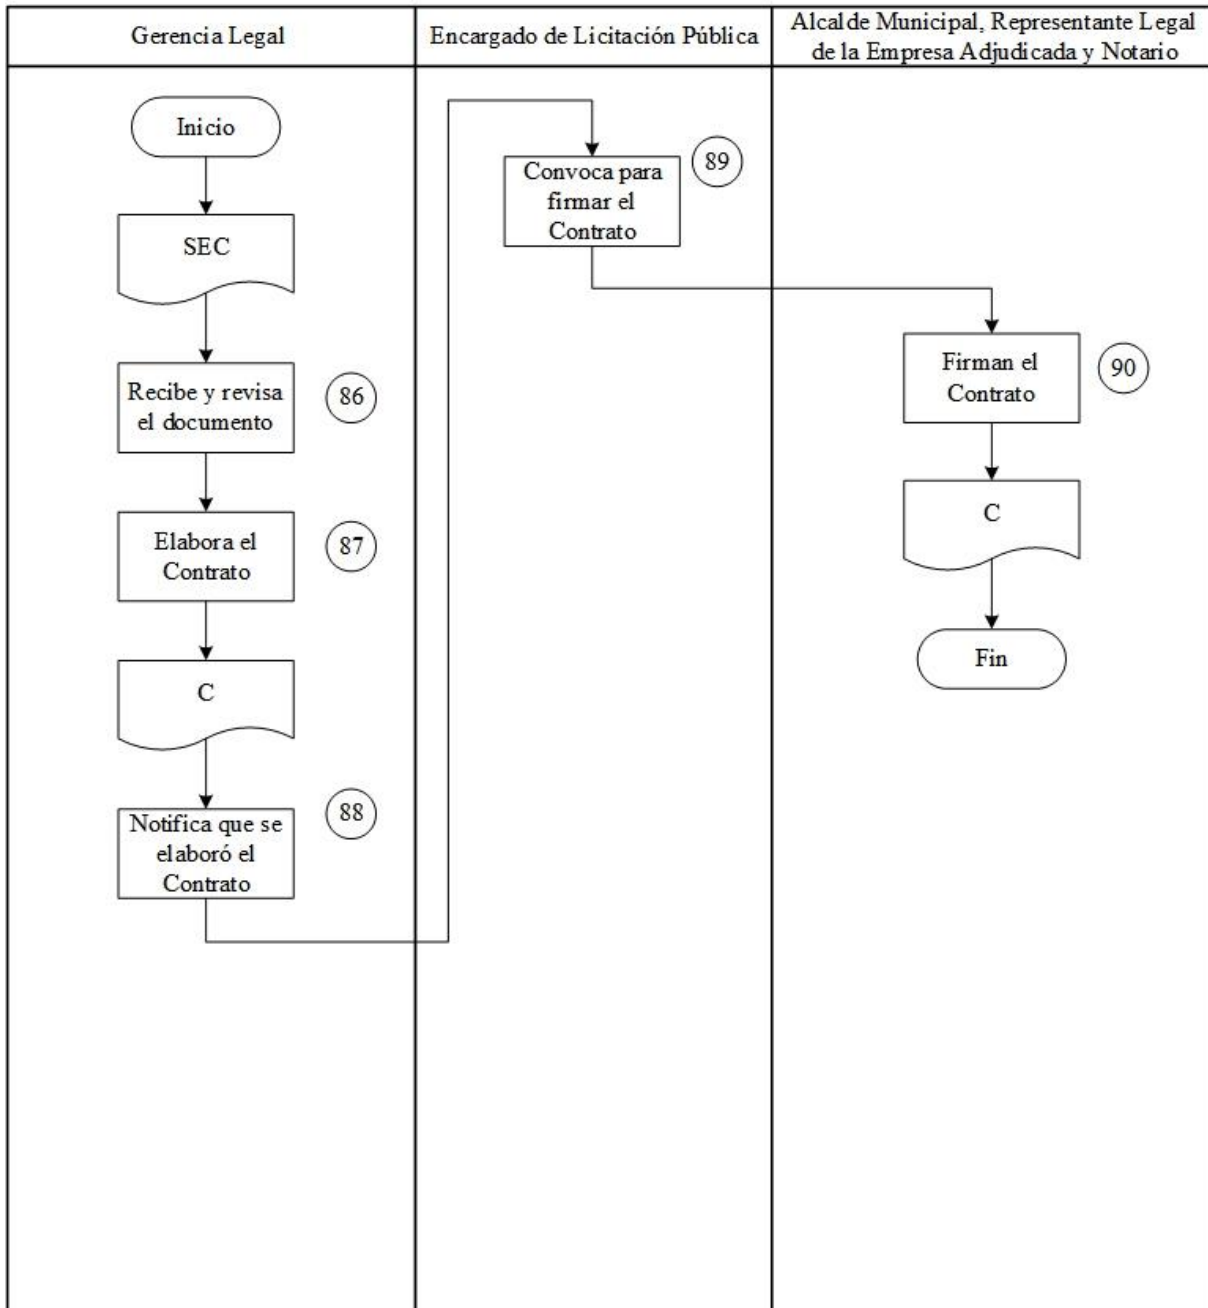 Gerencia Legal
Encargado de Licitación Pública
Alcalde Municipal, Representante Legal
de la Empresa Adjudicada y Notario
Inicio
SEC
Recibe y revisa
el documento
86
Elabora el
Contrato
87
C
Notifica que se
elaboró el
Contrato
88
Convoca para
firmar el
Contrato
89
Firman el
Contrato
90
C
Fin